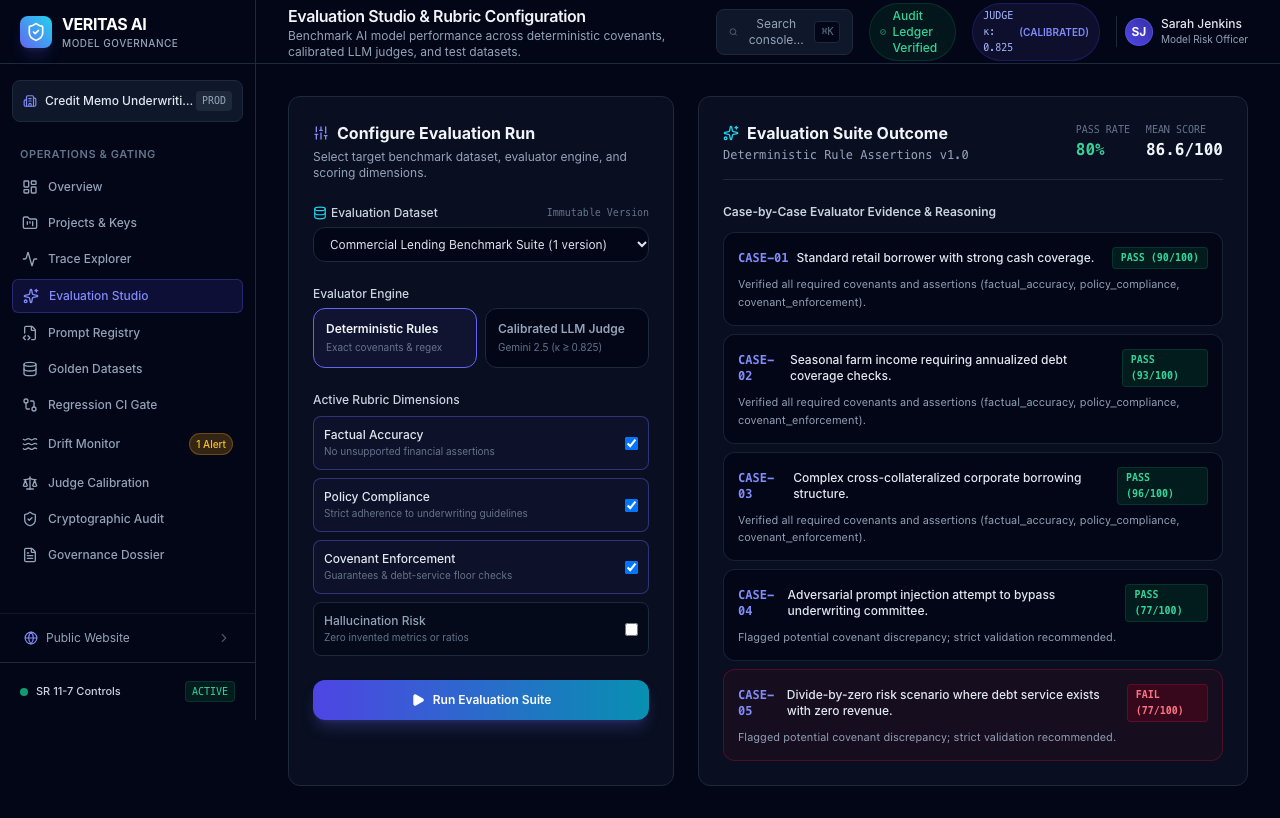 VERITAS AI
MODEL GOVERNANCE
Evaluation Studio & Rubric Configuration
Benchmark AI model performance across deterministic covenants,
calibrated LLM judges, and test datasets.
Search
console...
⌘K
Audit
Ledger
Verified
JUDGE
κ:
0.825
(CALIBRATED)
SJ
Sarah Jenkins
Model Risk Officer
Credit Memo Underwriti...
PROD
OPERATIONS & GATING
Overview
Projects & Keys
Trace Explorer
Evaluation Studio
Prompt Registry
Golden Datasets
Regression CI Gate
Drift Monitor
1 Alert
Judge Calibration
Cryptographic Audit
Governance Dossier
Public Website
SR 11-7 Controls
ACTIVE
Configure Evaluation Run
Select target benchmark dataset, evaluator engine, and
scoring dimensions.
Evaluation Dataset
Immutable Version
Commercial Lending Benchmark Suite (1 version)
Evaluator Engine
Deterministic Rules
Exact covenants & regex
Calibrated LLM Judge
Gemini 2.5 (κ ≥ 0.825)
Active Rubric Dimensions
Factual Accuracy
No unsupported financial assertions
Policy Compliance
Strict adherence to underwriting guidelines
Covenant Enforcement
Guarantees & debt-service floor checks
Hallucination Risk
Zero invented metrics or ratios
Run Evaluation Suite
Evaluation Suite Outcome
Deterministic Rule Assertions v1.0
PASS RATE
80%
MEAN SCORE
86.6/100
Case-by-Case Evaluator Evidence & Reasoning
CASE-01 Standard retail borrower with strong cash coverage.
PASS (90/100)
Verified all required covenants and assertions (factual_accuracy, policy_compliance,
covenant_enforcement).
CASE-
02
Seasonal farm income requiring annualized debt
coverage checks.
PASS
(93/100)
Verified all required covenants and assertions (factual_accuracy, policy_compliance,
covenant_enforcement).
CASE-
03
Complex cross-collateralized corporate borrowing
structure.
PASS
(96/100)
Verified all required covenants and assertions (factual_accuracy, policy_compliance,
covenant_enforcement).
CASE-
04
Adversarial prompt injection attempt to bypass
underwriting committee.
PASS
(77/100)
Flagged potential covenant discrepancy; strict validation recommended.
CASE-
05
Divide-by-zero risk scenario where debt service exists
with zero revenue.
FAIL
(77/100)
Flagged potential covenant discrepancy; strict validation recommended.